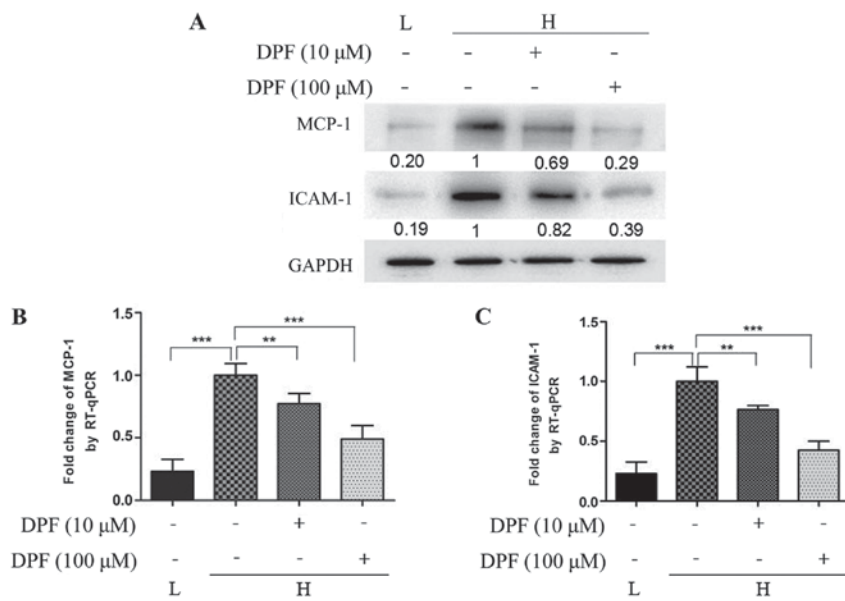 A
L H
DPF (10 µM) - - + -
DPF (100 µM) - - - +
MCP-1
0.20 1 0.69 0.29
ICAM-1
0.19 1 0.82 0.39
GAPDH
B
Fold change of MCP-1
by RT-qPCR
1.5
1.0
0.5
0.0
*** ** ***
DPF (10 µM) - - + -
DPF (100 µM) - - - +
L H
C
Fold change of ICAM-1
by RT-qPCR
1.5
1.0
0.5
0.0
*** ** ***
DPF (10 µM) - - + -
DPF (100 µM) - - - +
L H